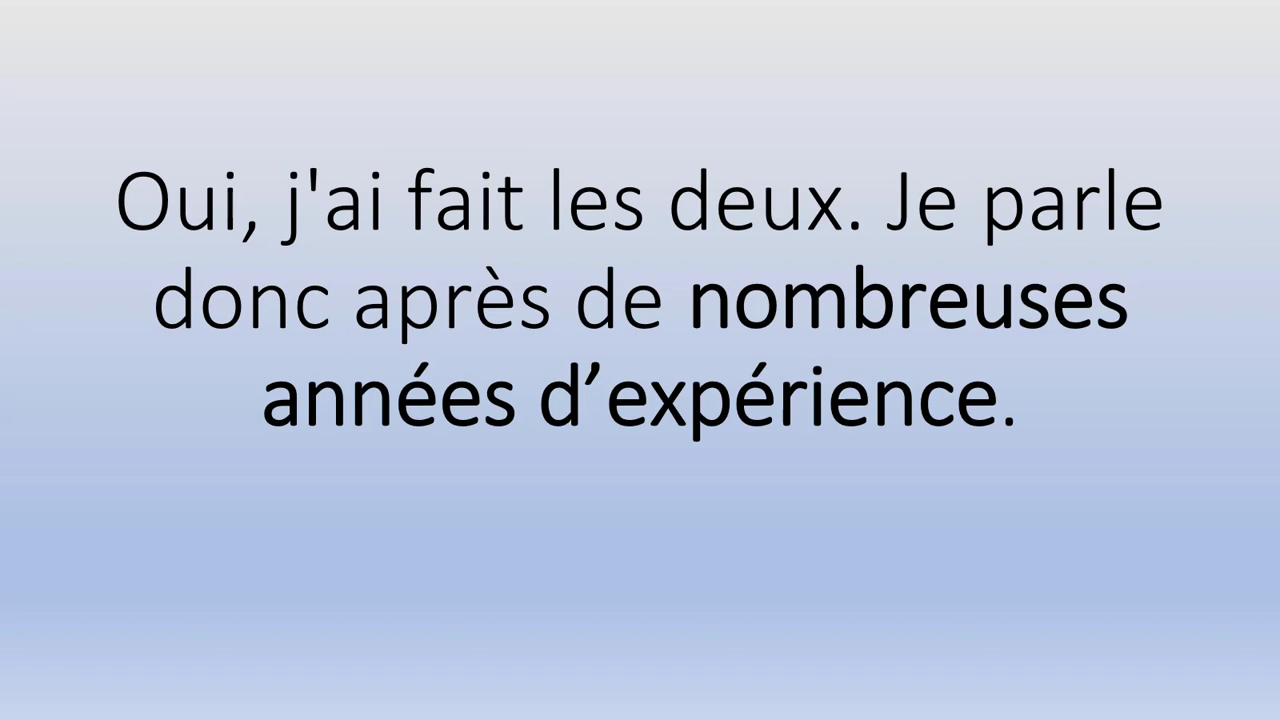 Oui, j'ai fait les deux. Je parle
donc après de nombreuses
années d’expérience.